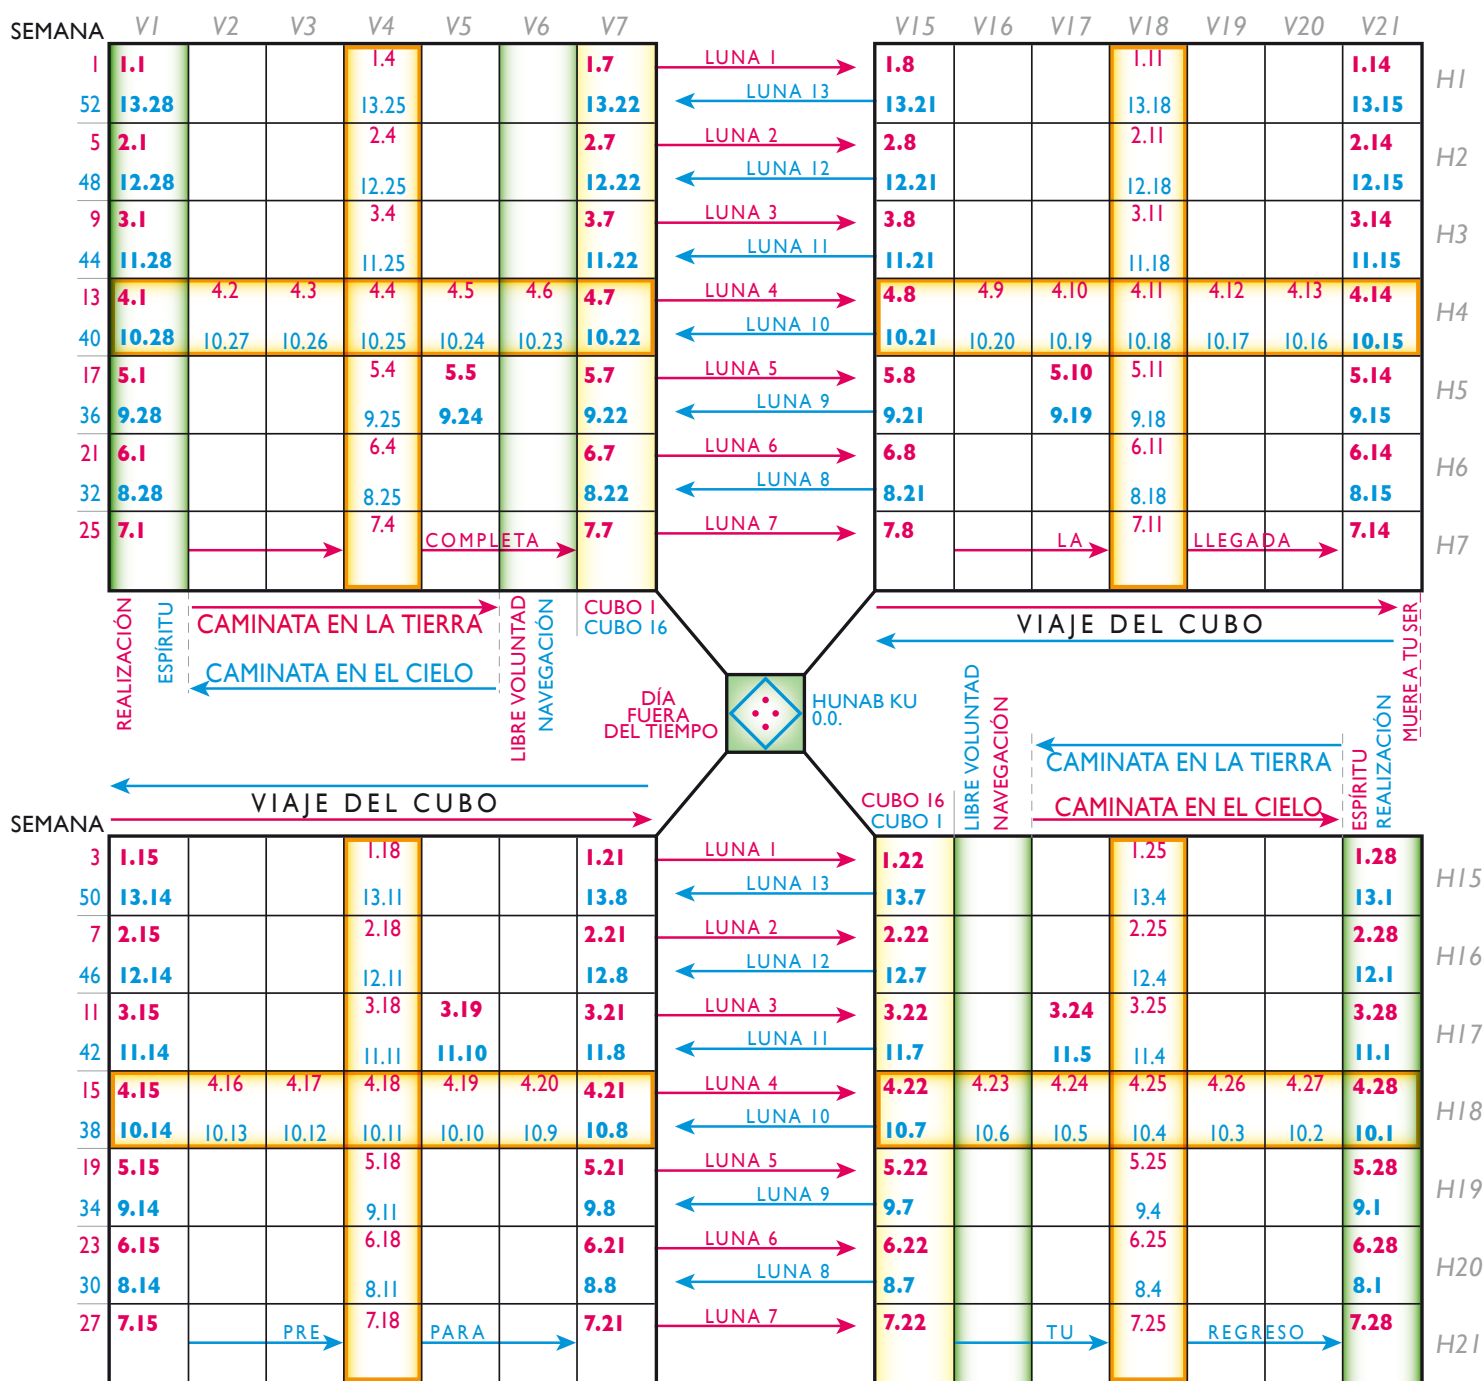 SEMANA V1 V2 V3 V4 V5 V6 V7 V15 V16 V17 V18 V19 V20 V21
1 1.1 1.4 1.7 LUNA 1 1.8 1.11 1.14 H1
52 13.28 13.25 13.22 LUNA 13 13.21 13.18 13.15
5 2.1 2.4 2.7 LUNA 2 2.8 2.11 2.14 H2
48 12.28 12.25 12.22 LUNA 12 12.21 12.18 12.15
9 3.1 3.4 3.7 LUNA 3 3.8 3.11 3.14 H3
44 11.28 11.25 11.22 LUNA 11 11.21 11.18 11.15
13 4.1 4.2 4.3 4.4 4.5 4.6 4.7 LUNA 4 4.8 4.9 4.10 4.11 4.12 4.13 4.14 H4
40 10.28 10.27 10.26 10.25 10.24 10.23 10.22 LUNA 10 10.21 10.20 10.19 10.18 10.17 10.16 10.15
17 5.1 5.4 5.5 5.7 LUNA 5 5.8 5.10 5.11 5.14 H5
36 9.28 9.25 9.24 9.22 LUNA 9 9.21 9.19 9.18 9.15
21 6.1 6.4 6.7 LUNA 6 6.8 6.11 6.14 H6
32 8.28 8.25 8.22 LUNA 8 8.21 8.18 8.15
25 7.1 7.4 7.7 LUNA 7 7.8 7.11 7.14 H7
COMPLETA LA LLEGADA
REALIZACIÓN
ESPÍRITU
CAMINATA EN LA TIERRA
CAMINATA EN EL CIELO
LIBRE VOLUNTAD
NAVEGACIÓN
CUBO 1
CUBO 16
VIAJE DEL CUBO
MUERE A TU SER
DÍA
FUERA
DEL TIEMPO
HUNAB KU
0.0.
LIBRE VOLUNTAD
NAVEGACIÓN
CAMINATA EN LA TIERRA
CAMINATA EN EL CIELO
ESPÍRITU
REALIZACIÓN
VIAJE DEL CUBO
CUBO 16
CUBO 1
SEMANA
3 1.15 1.18 1.21 LUNA 1 1.22 1.25 1.28 H15
50 13.14 13.11 13.8 LUNA 13 13.7 13.4 13.1
7 2.15 2.18 2.21 LUNA 2 2.22 2.25 2.28 H16
46 12.14 12.11 12.8 LUNA 12 12.7 12.4 12.1
11 3.15 3.18 3.19 3.21 LUNA 3 3.22 3.24 3.25 3.28 H17
42 11.14 11.11 11.10 11.8 LUNA 11 11.7 11.5 11.4 11.1
15 4.15 4.16 4.17 4.18 4.19 4.20 4.21 LUNA 4 4.22 4.23 4.24 4.25 4.26 4.27 4.28 H18
38 10.14 10.13 10.12 10.11 10.10 10.9 10.8 LUNA 10 10.7 10.6 10.5 10.4 10.3 10.2 10.1
19 5.15 5.18 5.21 LUNA 5 5.22 5.25 5.28 H19
34 9.14 9.11 9.8 LUNA 9 9.7 9.4 9.1
23 6.15 6.18 6.21 LUNA 6 6.22 6.25 6.28 H20
30 8.14 8.11 8.8 LUNA 8 8.7 8.4 8.1
27 7.15 7.18 7.21 LUNA 7 7.22 7.25 7.28 H21
PRE PARA TU REGRESO